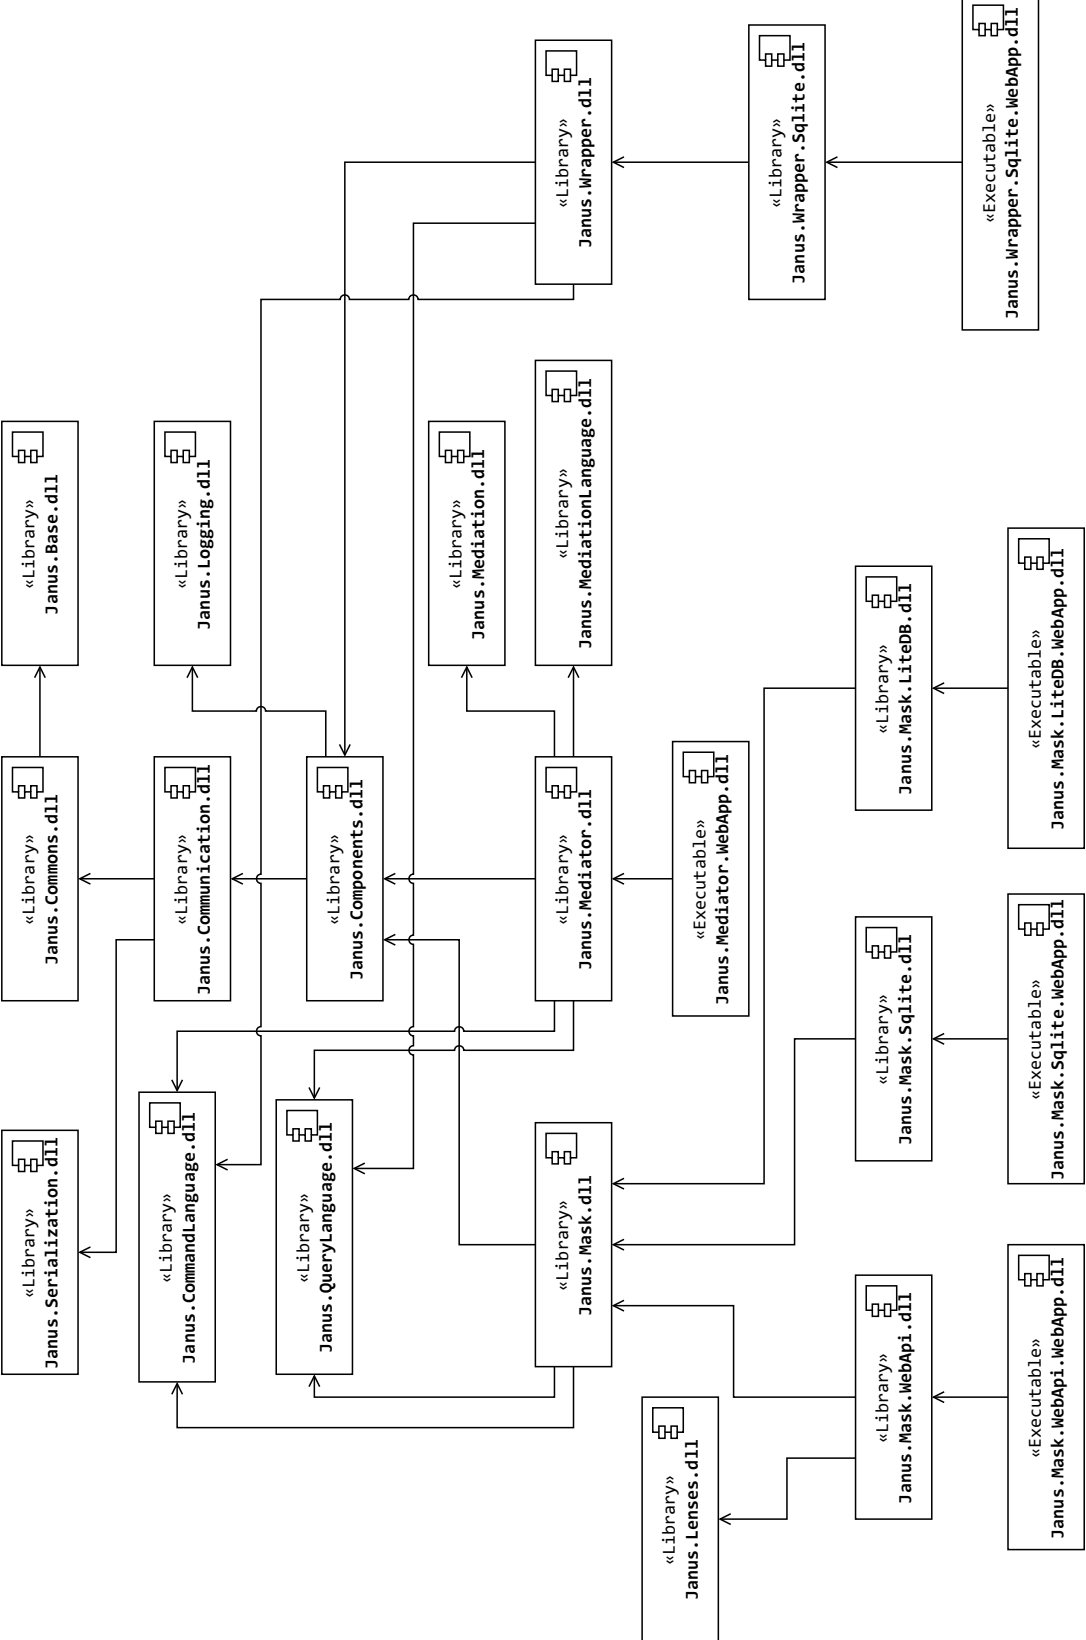 «Library»
Janus.Serialization.dll
«Library»
Janus.Commons.dll
«Library»
Janus.Base.dll
«Library»
Janus.CommandLanguage.dll
«Library»
Janus.Communication.dll
«Library»
Janus.Logging.dll
«Library»
Janus.QueryLanguage.dll
«Library»
Janus.Components.dll
«Library»
Janus.Mediation.dll
«Library»
Janus.Mask.dll
«Library»
Janus.Mediator.dll
«Library»
Janus.MediationLanguage.dll
«Library»
Janus.Wrapper.dll
«Library»
Janus.Lenses.dll
«Executable»
Janus.Mediator.WebApp.dll
«Library»
Janus.Wrapper.Sqlite.dll
«Library»
Janus.Mask.WebApi.dll
«Library»
Janus.Mask.Sqlite.dll
«Library»
Janus.Mask.LiteDB.dll
«Executable»
Janus.Wrapper.Sqlite.WebApp.dll
«Executable»
Janus.Mask.WebApi.WebApp.dll
«Executable»
Janus.Mask.Sqlite.WebApp.dll
«Executable»
Janus.Mask.LiteDB.WebApp.dll